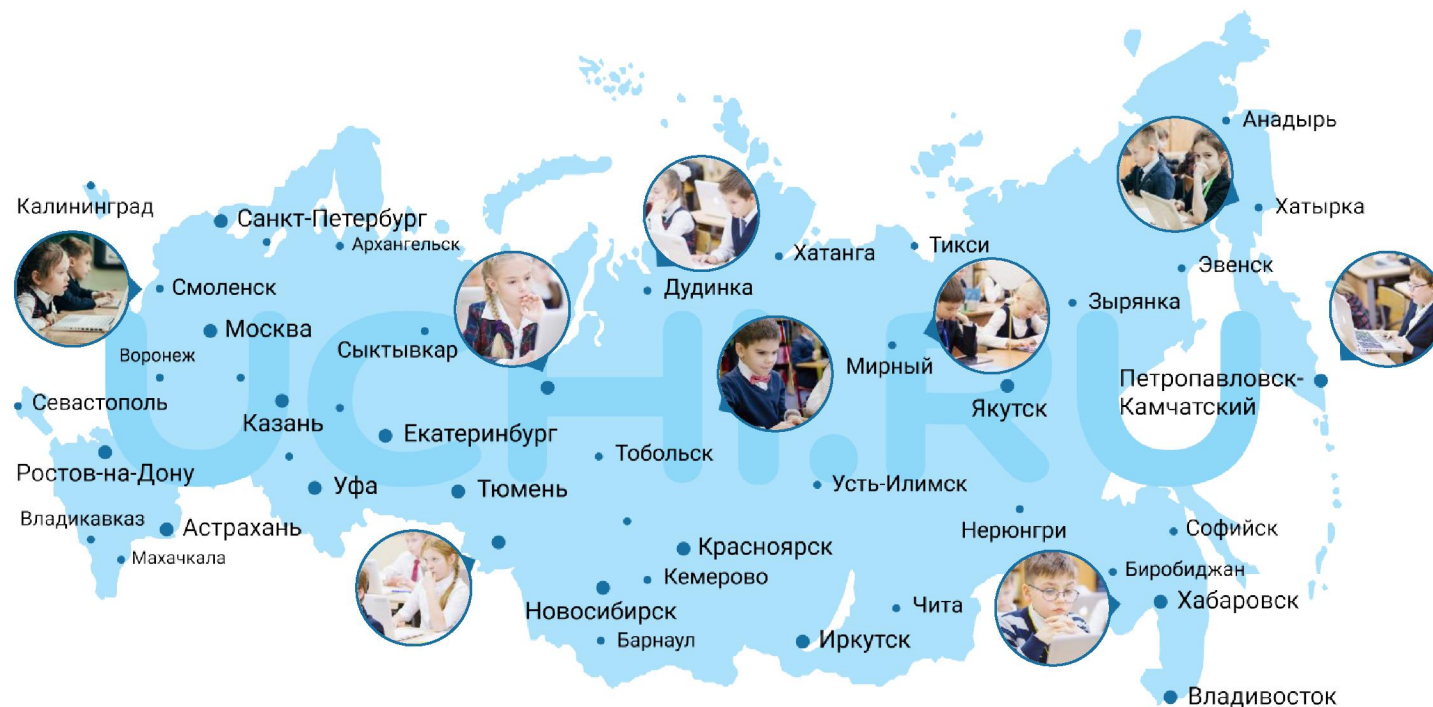 Анадырь
Калининград
Хатырка
Санкт-Петербург
Архангельск
Тикси
Хатанга
Эвенск
Смоленск
Дудинка
Зырянка
Москва
Воронеж
Сыктывкар
Мирный
UCHI.RU
Петропавловск-
Камчатский
Севастополь
Казань
Якутск
Екатеринбург
Тобольск
Ростов-на-Дону
Уфа
Тюмень
Усть-Илимск
Владикавказ
Астрахань
Нерюнгри
Софийск
Махачкала
Красноярск
Кемерово
Биробиджан
Новосибирск
Чита
Хабаровск
Барнаул
Иркутск
Владивосток